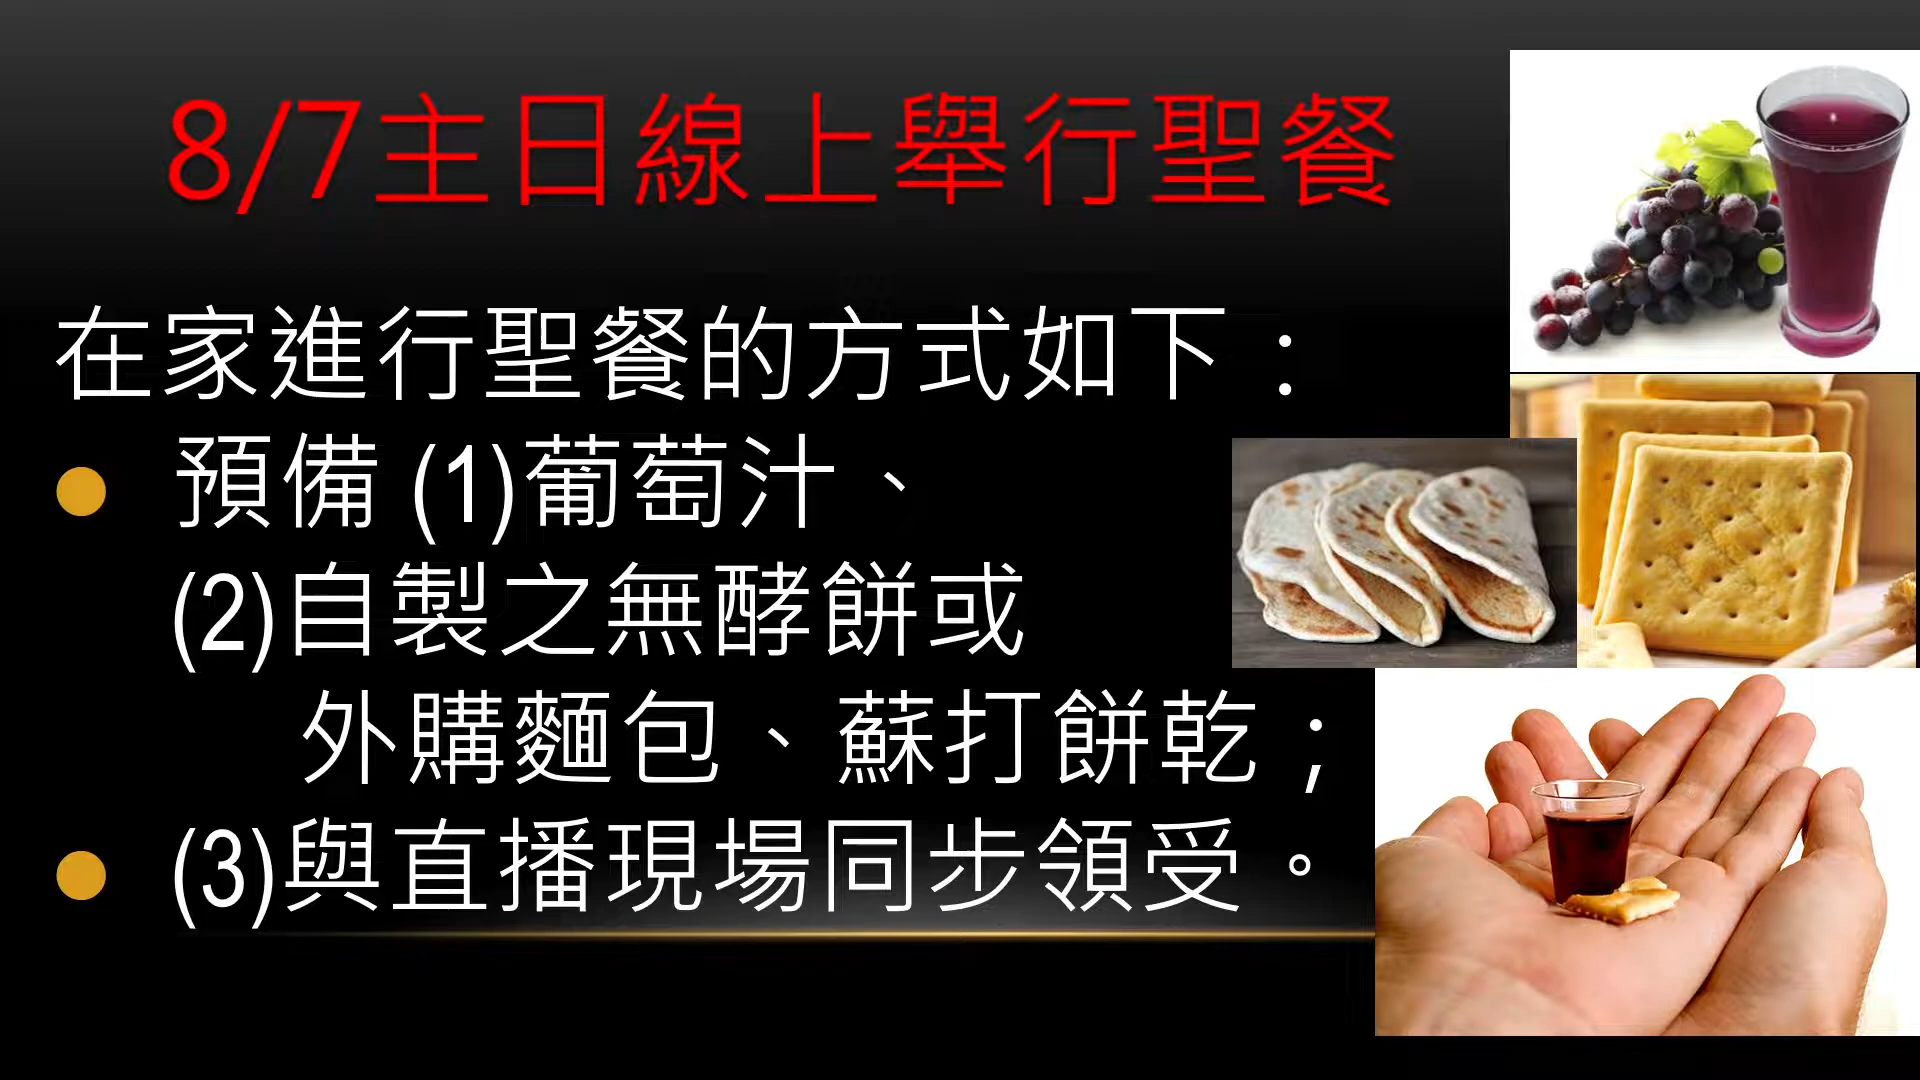 8/7主日線上舉行聖餐
在家進行聖餐的方式如下：
預備 (1)葡萄汁、
(2)自製之無酵餅或
外購麵包、蘇打餅乾；
(3)與直播現場同步領受。